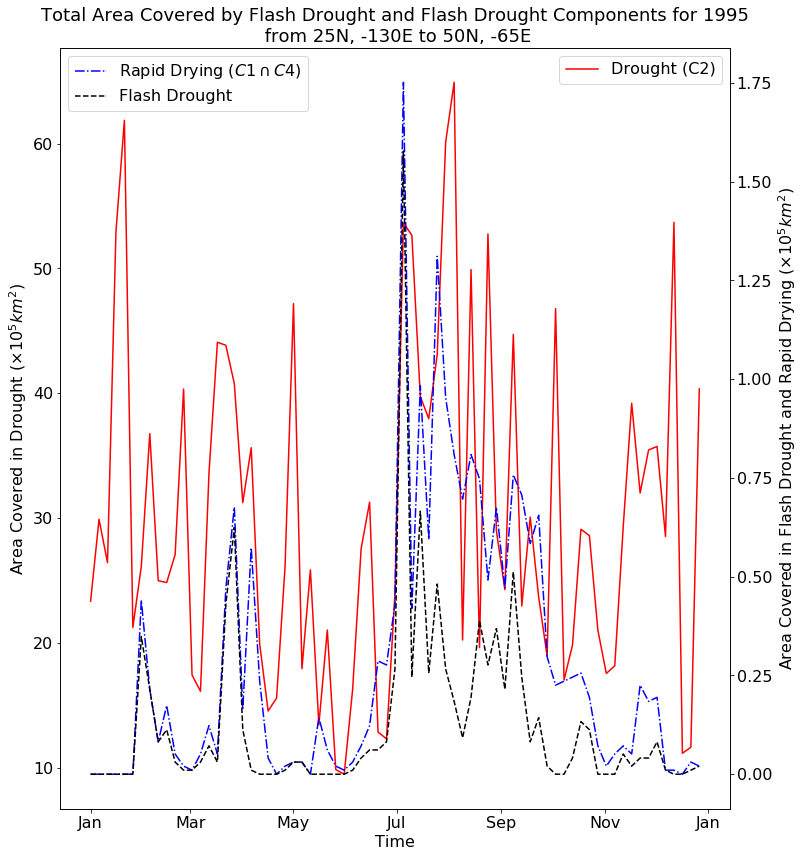 Total Area Covered by Flash Drought and Flash Drought Components for 1995
from 25N, -130E to 50N, -65E
Rapid Drying (C1 ∩ C4)
Flash Drought
Drought (C2)
Area Covered in Drought (×10⁵km²)
60
50
40
30
20
10
1.75
1.50
1.25
1.00
0.75
0.50
0.25
0.00
Area Covered in Flash Drought and Rapid Drying (×10⁵km²)
Jan Mar May Jul Sep Nov Jan
Time